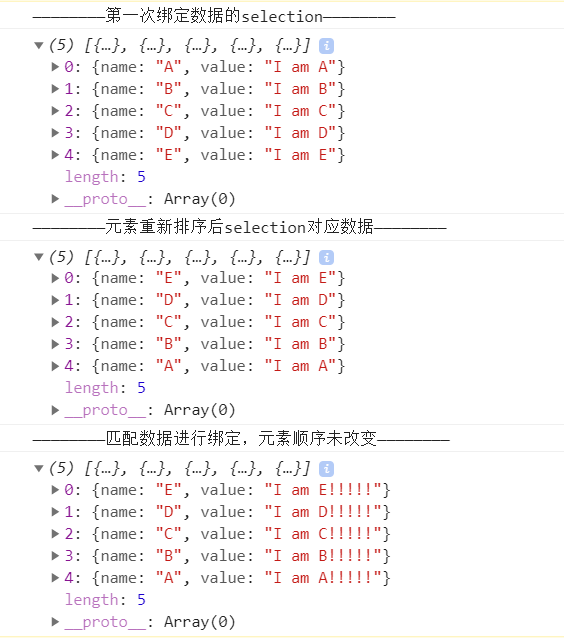 ————————第一次绑定数据的selection————————
▼(5) [{…}, {…}, {…}, {…}, {…}] i
▶0: {name: "A", value: "I am A"}
▶1: {name: "B", value: "I am B"}
▶2: {name: "C", value: "I am C"}
▶3: {name: "D", value: "I am D"}
▶4: {name: "E", value: "I am E"}
length: 5
▶__proto__: Array(0)
————————元素重新排序后selection对应数据————————
▼(5) [{…}, {…}, {…}, {…}, {…}] i
▶0: {name: "E", value: "I am E"}
▶1: {name: "D", value: "I am D"}
▶2: {name: "C", value: "I am C"}
▶3: {name: "B", value: "I am B"}
▶4: {name: "A", value: "I am A"}
length: 5
▶__proto__: Array(0)
————————匹配数据进行绑定，元素顺序未改变————————
▼(5) [{…}, {…}, {…}, {…}, {…}] i
▶0: {name: "E", value: "I am E!!!!!"}
▶1: {name: "D", value: "I am D!!!!!"}
▶2: {name: "C", value: "I am C!!!!!"}
▶3: {name: "B", value: "I am B!!!!!"}
▶4: {name: "A", value: "I am A!!!!!"}
length: 5
▶__proto__: Array(0)